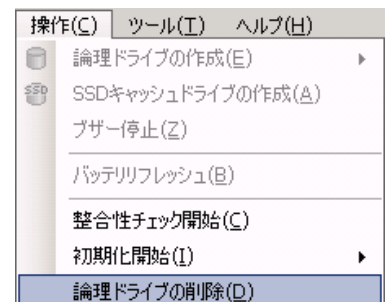 操作(C) ツール(T) ヘルプ(H)
論理ドライブの作成(E)
SSD SSDキャッシュドライブの作成(A)
ブザー停止(Z)
バッテリリフレッシュ(B)
整合性チェック開始(C)
初期化開始(I)
論理ドライブの削除(D)